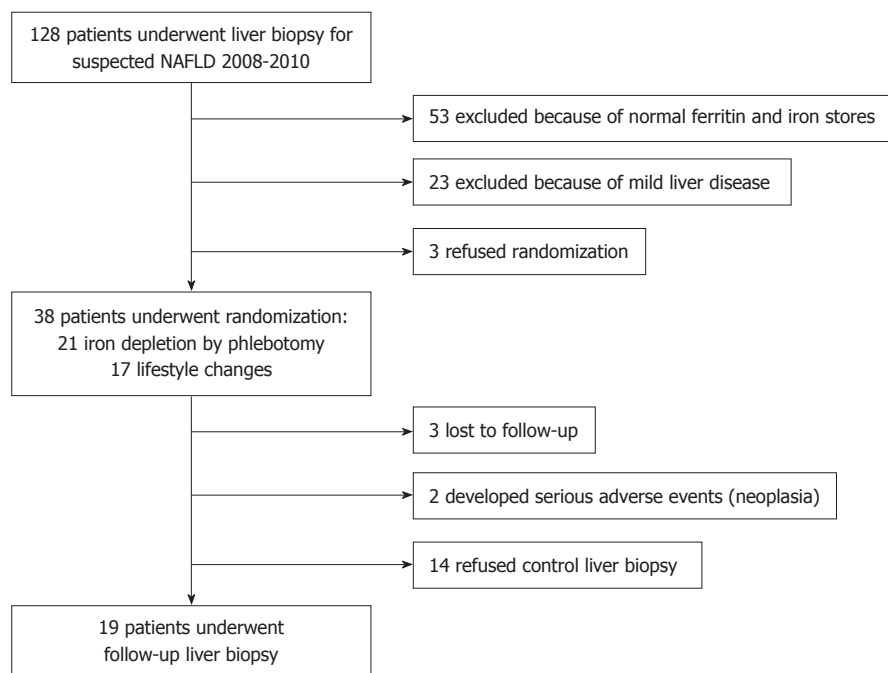 128 patients underwent liver biopsy for
suspected NAFLD 2008-2010
53 excluded because of normal ferritin and iron stores
23 excluded because of mild liver disease
3 refused randomization
38 patients underwent randomization:
21 iron depletion by phlebotomy
17 lifestyle changes
3 lost to follow-up
2 developed serious adverse events (neoplasia)
14 refused control liver biopsy
19 patients underwent
follow-up liver biopsy